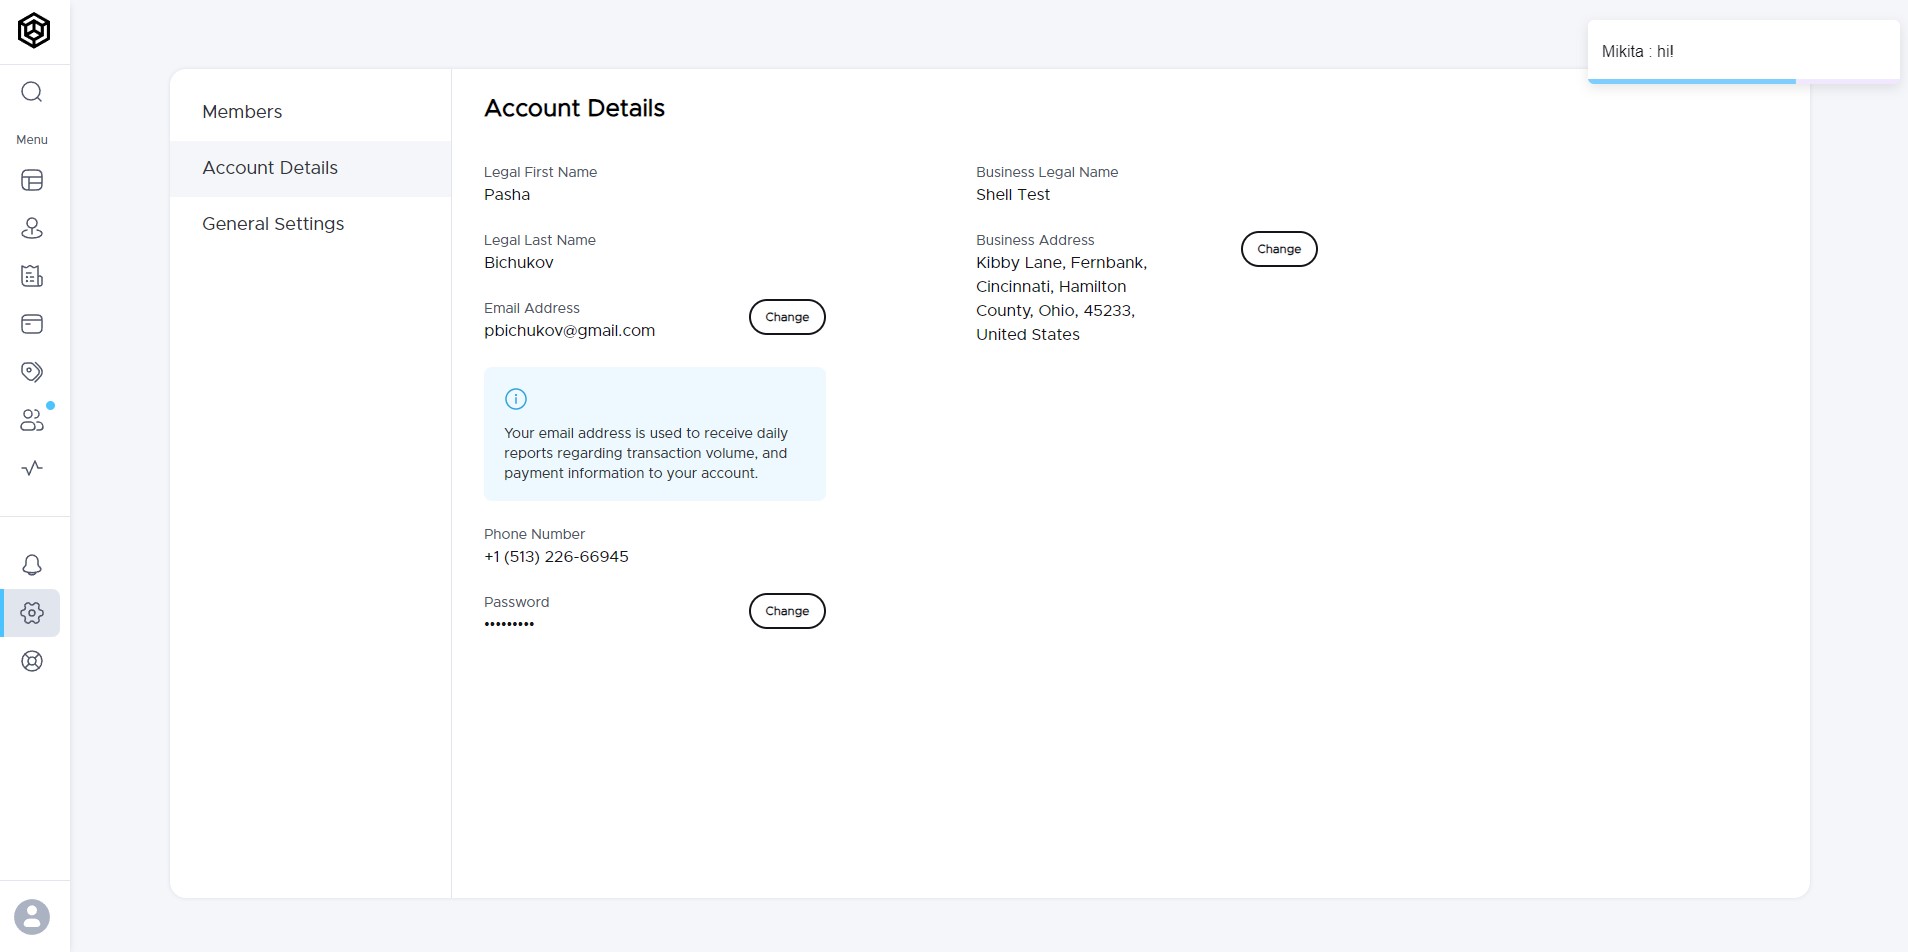 Mikita : hi!
Menu
Members
Account Details
General Settings
Account Details
Legal First Name
Pasha
Legal Last Name
Bichukov
Email Address
pbichukov@gmail.com
Change
Your email address is used to receive daily
reports regarding transaction volume, and
payment information to your account.
Phone Number
+1 (513) 226-66945
Password
•••••••••
Change
Business Legal Name
Shell Test
Business Address
Kibby Lane, Fernbank,
Cincinnati, Hamilton
County, Ohio, 45233,
United States
Change